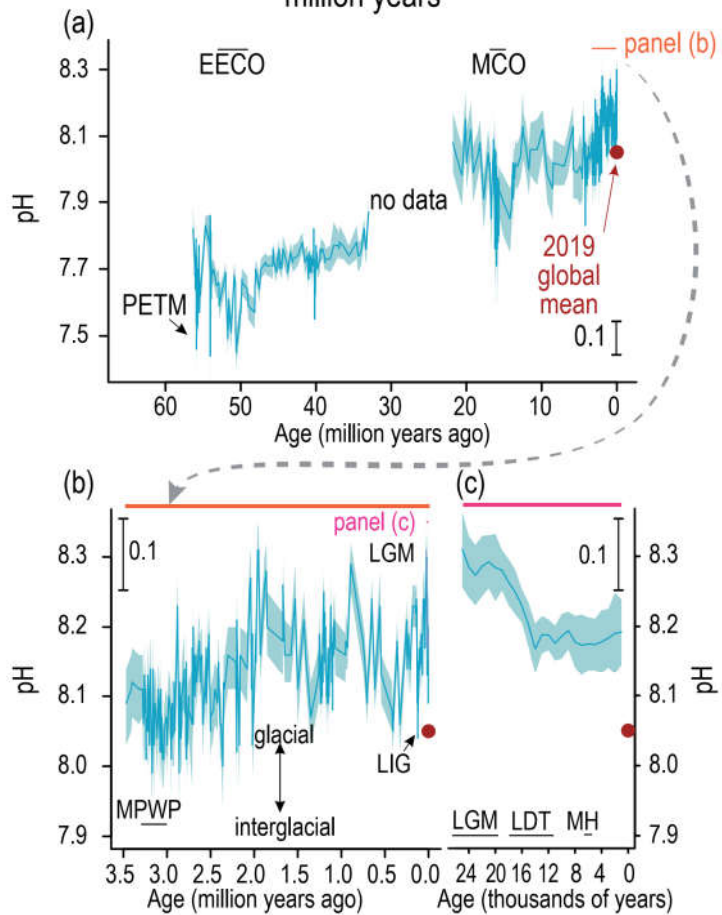 million years
(a)
8.3
8.1
7.9
7.7
7.5
pH
EECO
MCO
panel (b)
no data
PETM
2019
global
mean
0.1
60
50
40
30
20
10
0
Age (million years ago)
(b)
panel (c)
LGM
0.1
8.3
8.2
8.1
8.0
7.9
pH
glacial
interglacial
LIG
MPWP
3.5
3.0
2.5
2.0
1.5
1.0
0.5
0.0
Age (million years ago)
(c)
0.1
8.3
8.2
8.1
8.0
7.9
pH
LGM
LDT
MH
24
20
16
12
8
4
0
Age (thousands of years)